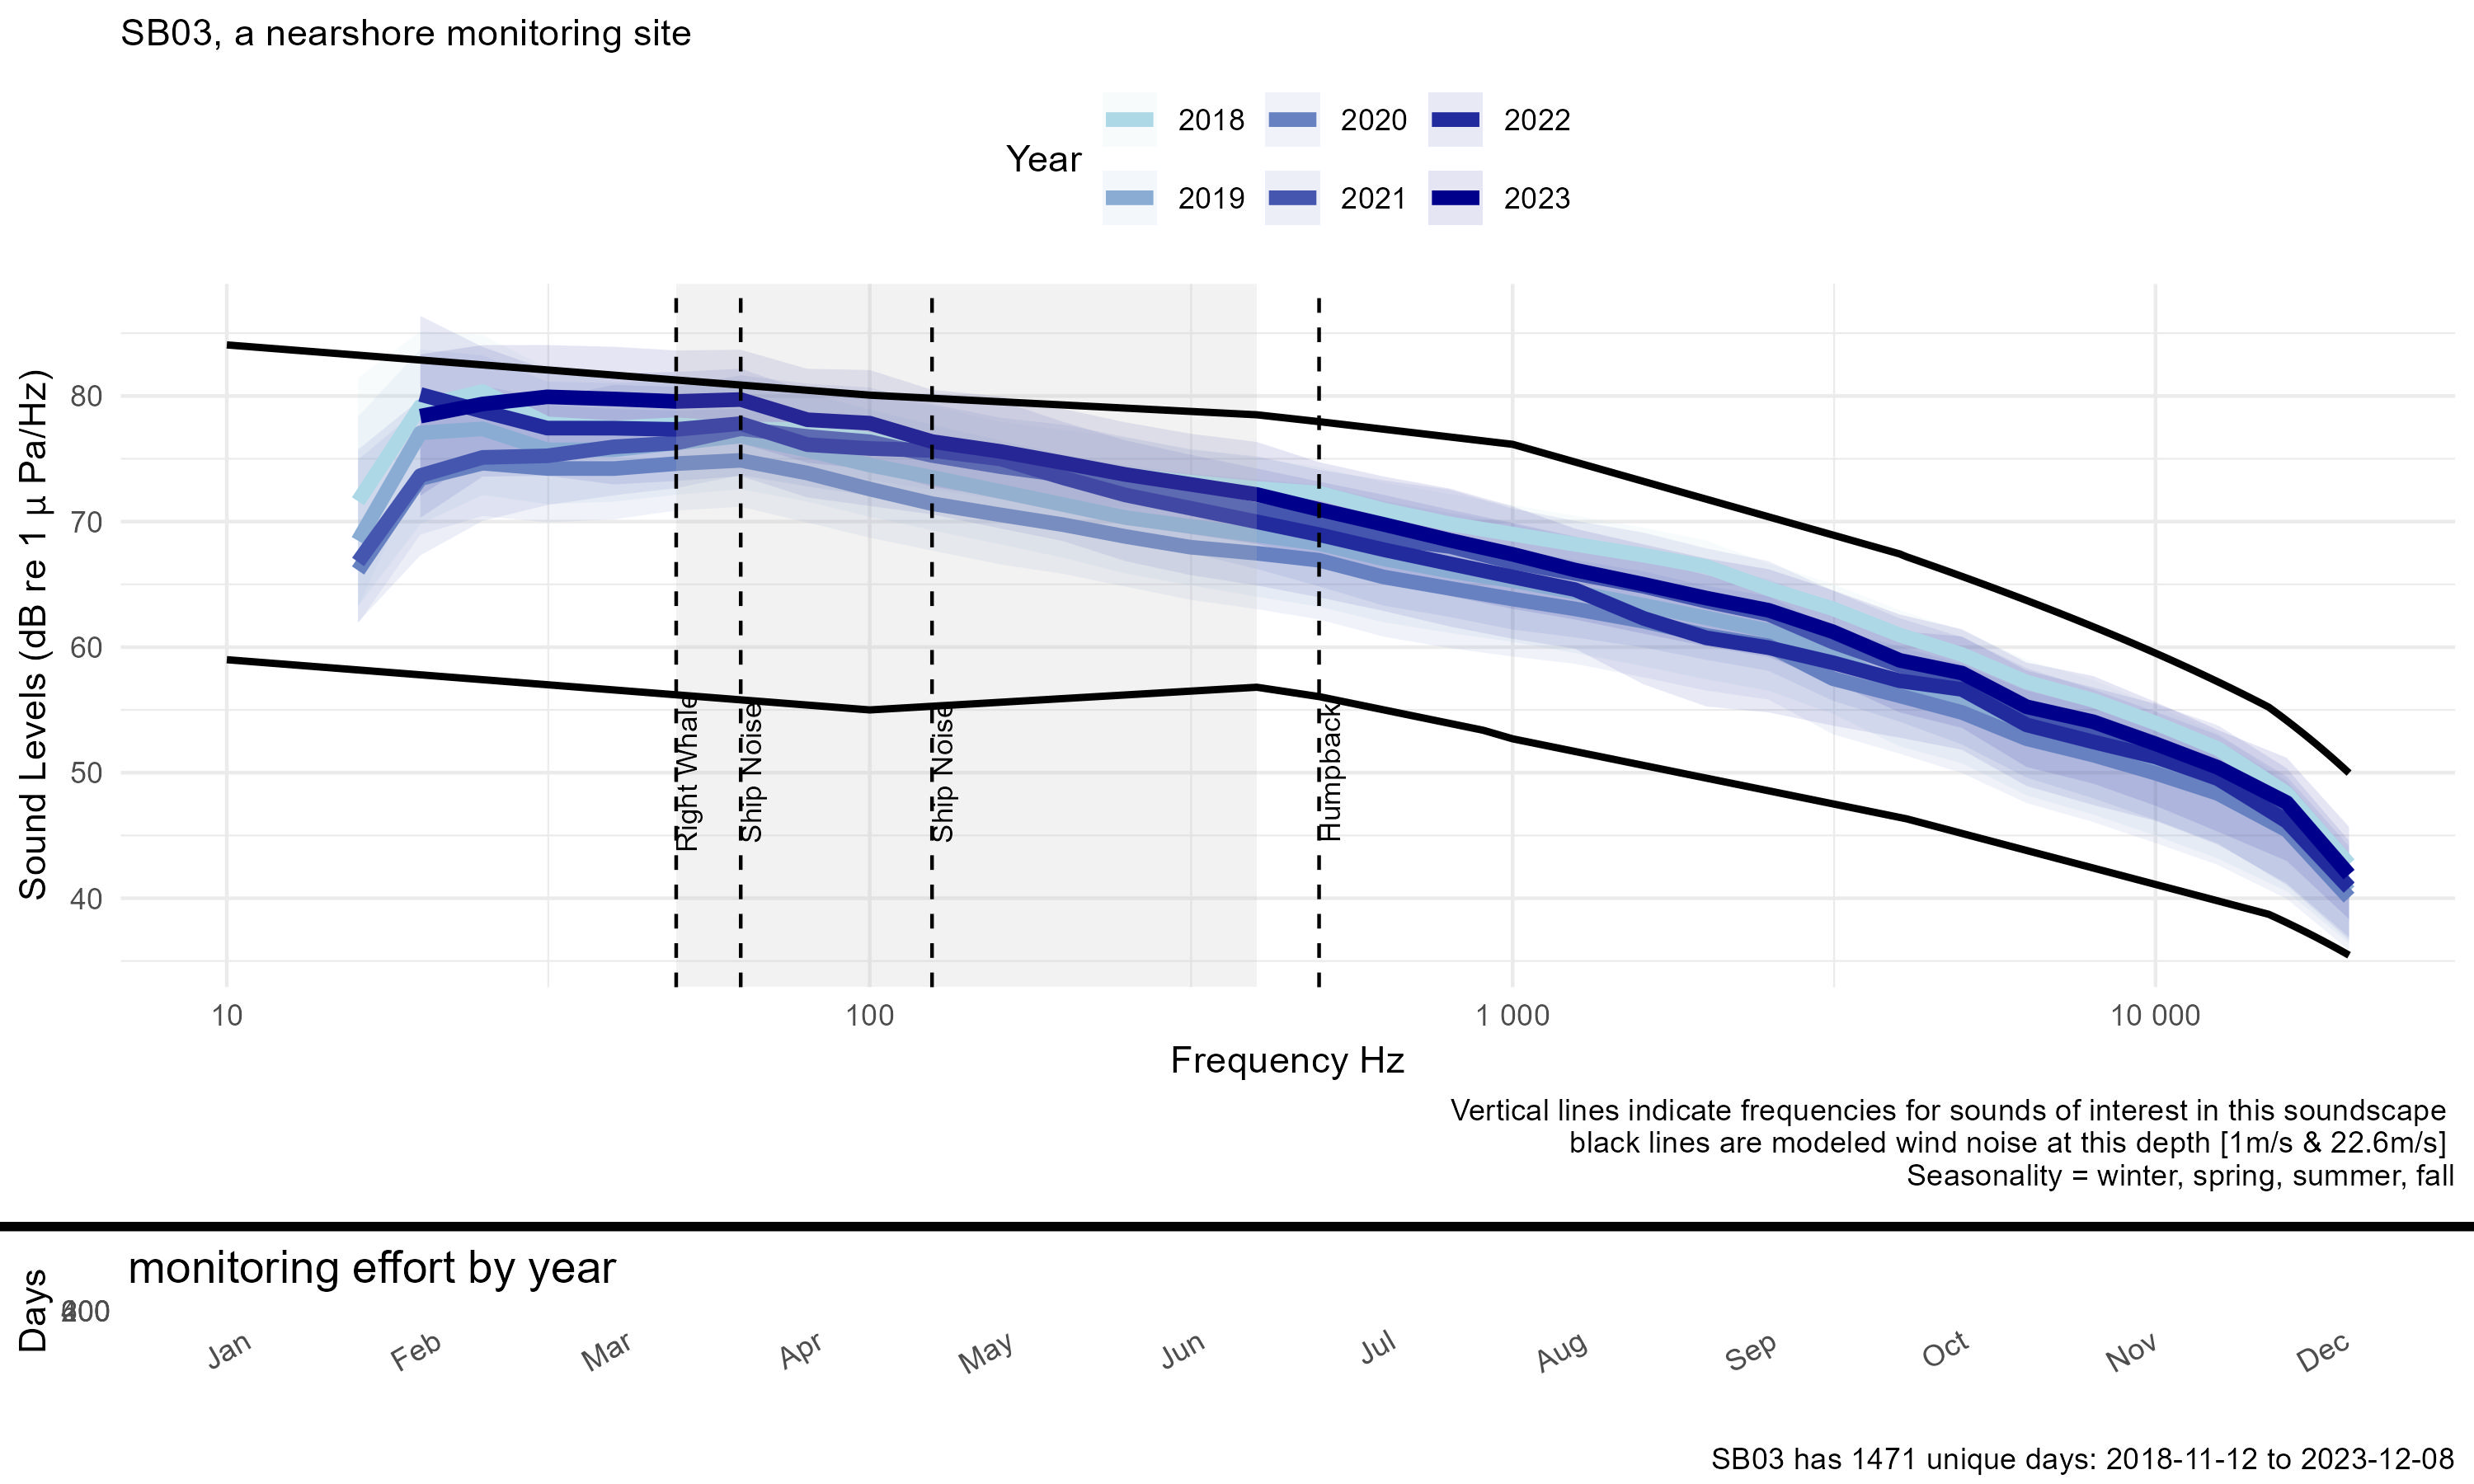 SB03, a nearshore monitoring site
Year
2018
2020
2022
2019
2021
2023
Sound Levels (dB re 1 µ Pa/Hz)
80
70
60
50
40
Right Whale
Ship Noise
Ship Noise
Humpback
10
100
1 000
10 000
Frequency Hz
Vertical lines indicate frequencies for sounds of interest in this soundscape
black lines are modeled wind noise at this depth [1m/s & 22.6m/s]
Seasonality = winter, spring, summer, fall
monitoring effort by year
Days
Jan
Feb
Mar
Apr
May
Jun
Jul
Aug
Sep
Oct
Nov
Dec
SB03 has 1471 unique days: 2018-11-12 to 2023-12-08